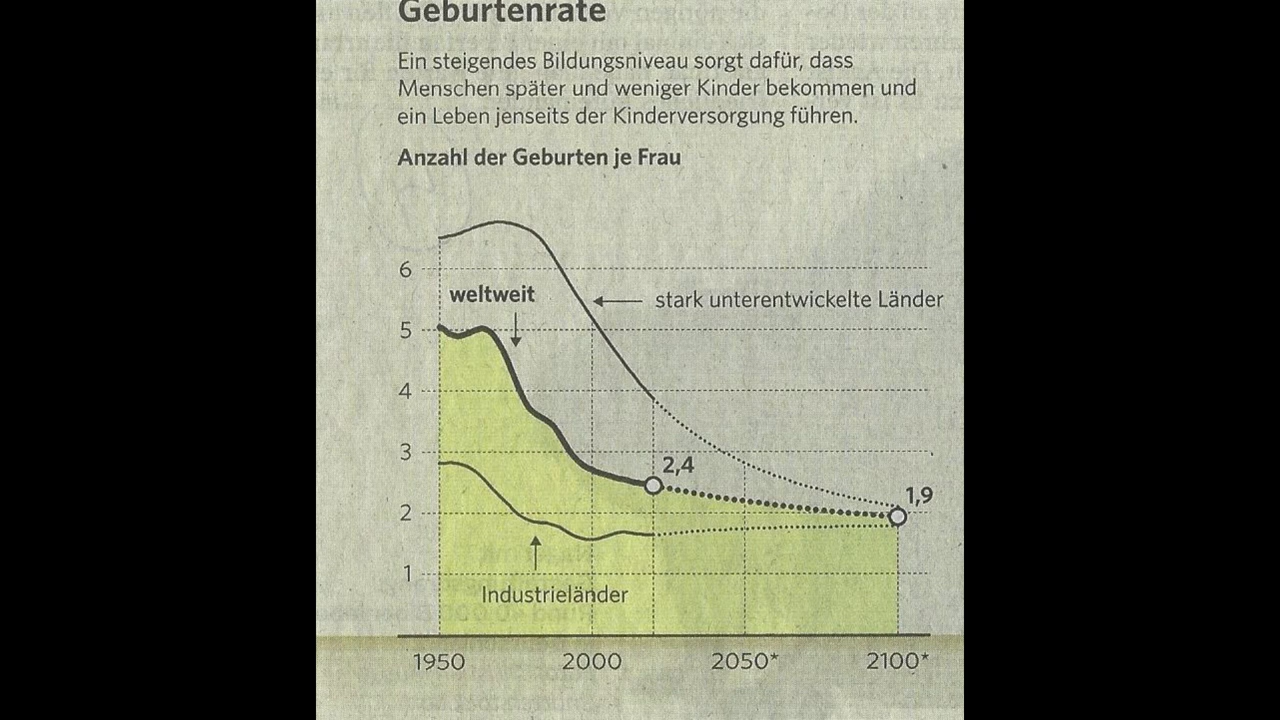 Geburtenrate
Ein steigendes Bildungsniveau sorgt dafür, dass
Menschen später und weniger Kinder bekommen und
ein Leben jenseits der Kinderversorgung führen.
Anzahl der Geburten je Frau
6
weltweit
stark unterentwickelte Länder
5
4
3
2,4
1,9
2
1
Industrieländer
1950 2000 2050* 2100*